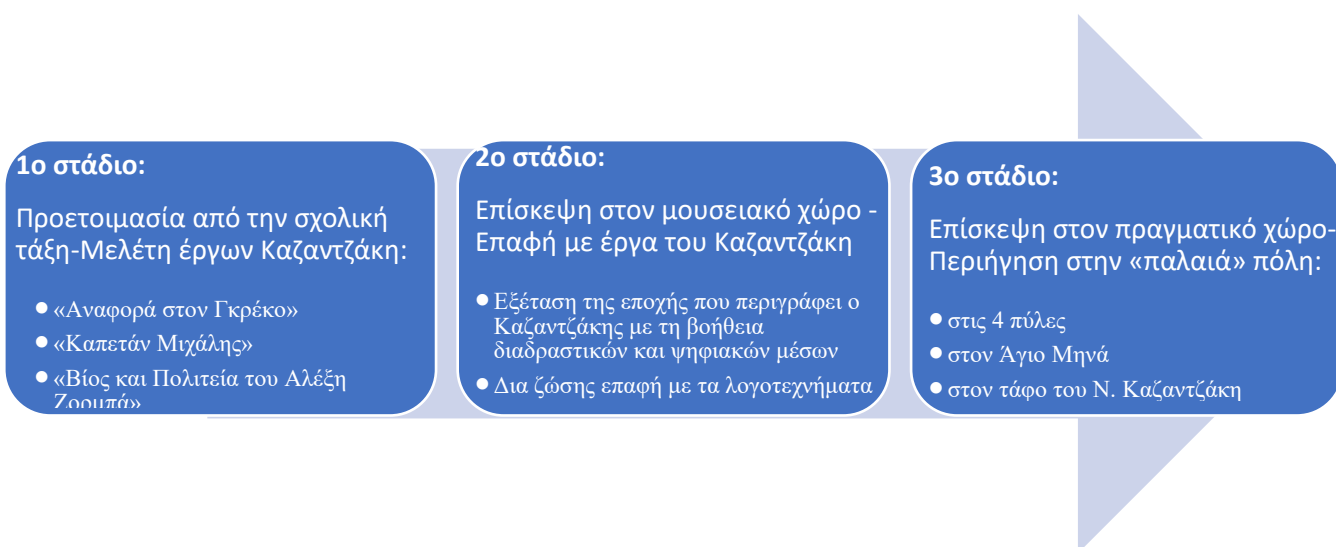 1ο στάδιο:
Προετοιμασία από την σχολική
τάξη-Μελέτη έργων Καζαντζάκη:
• «Αναφορά στον Γκρέκο»
• «Καπετάν Μιχάλης»
• «Βίος και Πολιτεία του Αλέξη
Ζορμπά»
2ο στάδιο:
Επίσκεψη στον μουσειακό χώρο -
Επαφή με έργα του Καζαντζάκη
• Εξέταση της εποχής που περιγράφει ο
Καζαντζάκης με τη βοήθεια
διαδραστικών και ψηφιακών μέσων
• Δια ζώσης επαφή με τα λογοτεχνήματα
3ο στάδιο:
Επίσκεψη στον πραγματικό χώρο-
Περιήγηση στην «παλαιά» πόλη:
• στις 4 πύλες
• στον Άγιο Μηνά
• στον τάφο του Ν. Καζαντζάκη